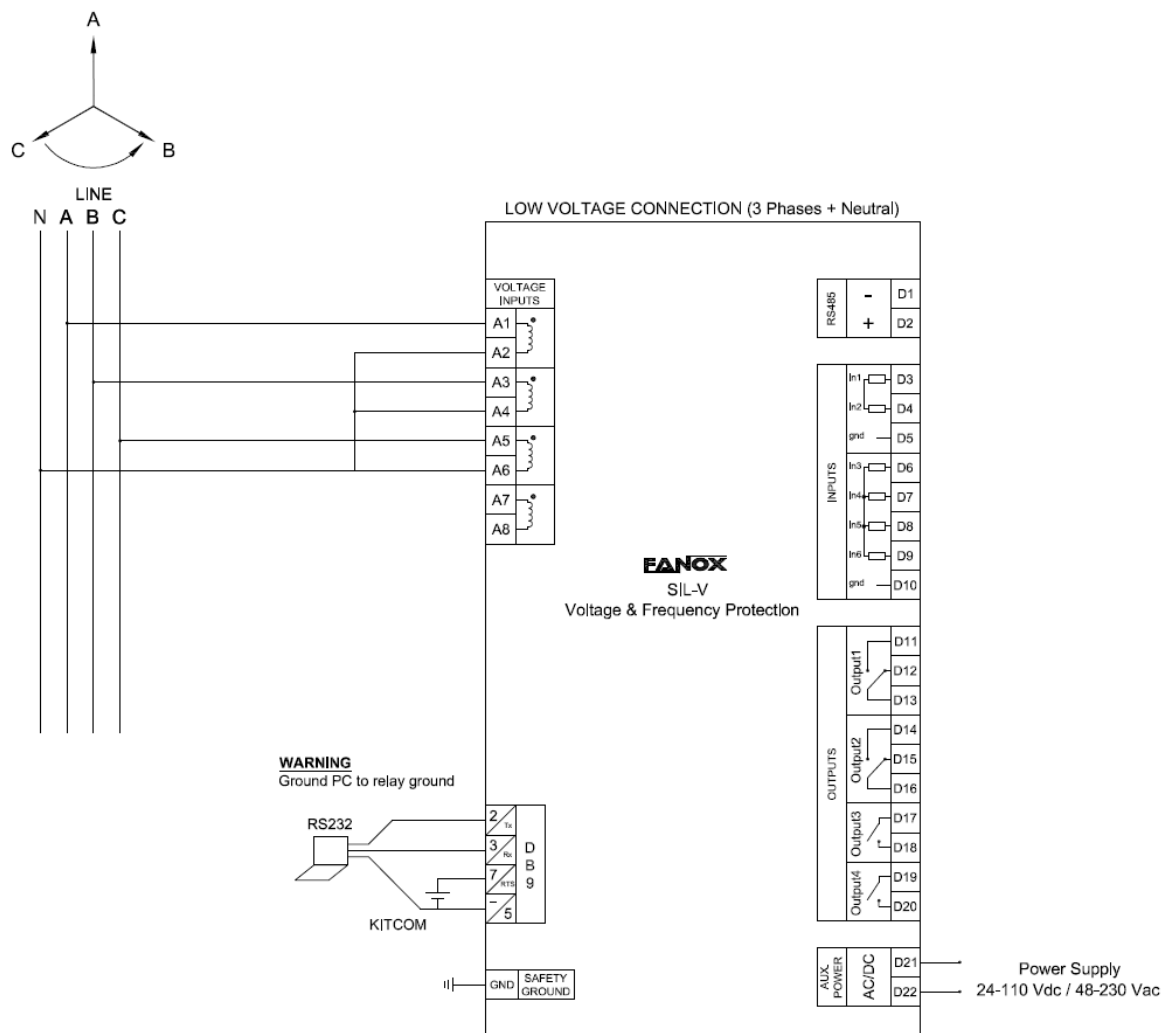 A
C
B
LINE
N A B C
LOW VOLTAGE CONNECTION (3 Phases + Neutral)
VOLTAGE
INPUTS
A1
A2
A3
A4
A5
A6
A7
A8
RS485
- D1
+ D2
INPUTS
In1 D3
In2 D4
gnd D5
In3 D6
In4 D7
In5 D8
In6 D9
gnd D10
FANOX
SIL-V
Voltage & Frequency Protection
OUTPUTS
Output1
D11
D12
D13
Output2
D14
D15
D16
Output3
D17
D18
Output4
D19
D20
WARNING
Ground PC to relay ground
RS232
2 Tx
3 Rx
7 RTS
- 5
DB9
KITCOM
GND
SAFETY
GROUND
AUX.
POWER
AC/DC
D21
D22
Power Supply
24-110 Vdc / 48-230 Vac